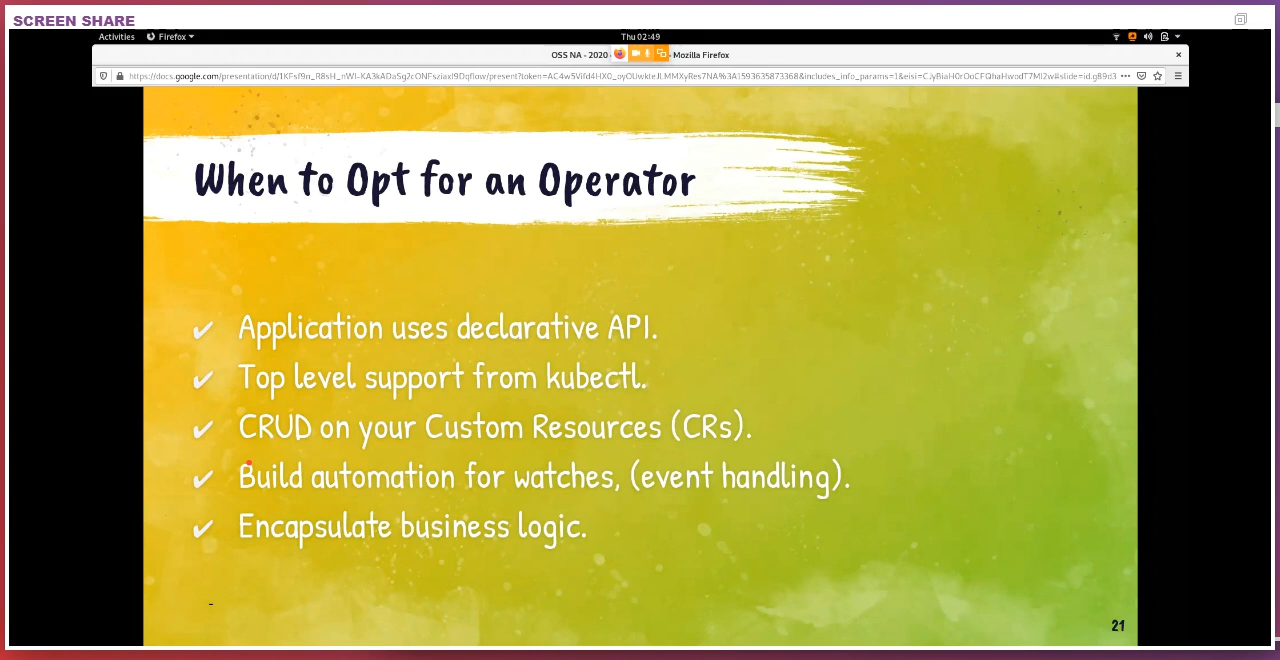 SCREEN SHARE
Activities Firefox Thu 02:49
OSS NA - 2020 - Mozilla Firefox
When to Opt for an Operator
✔ Application uses declarative API.
✔ Top level support from kubectl.
✔ CRUD on your Custom Resources (CRs).
✔ Build automation for watches, (event handling).
✔ Encapsulate business logic.
21